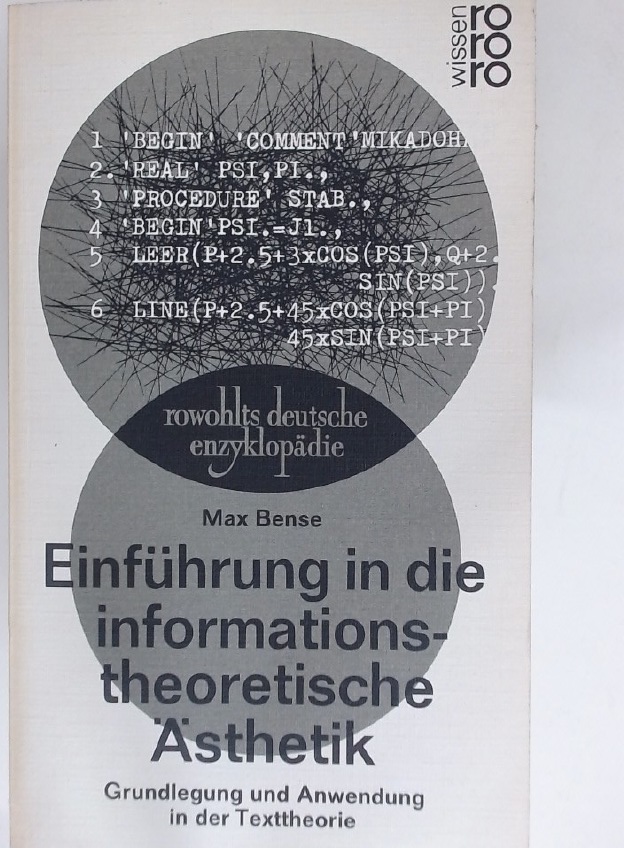 wissen
ro
ro
ro
1 'BEGIN' 'COMMENT'MIKADOHA
2.'REAL' PSI,PI.,
3 'PROCEDURE' STAB.,
4 'BEGIN'PSI.=J1.,
5 LEER(P+2.5+3xCOS(PSI),Q+2.
SIN(PSI)).
6 LINE(P+2.5+45xCOS(PSI+PI)
45xSIN(PSI+PI)
rowohlts deutsche
enzyklopädie
Max Bense
Einführung in die
informations-
theoretische
Ästhetik
Grundlegung und Anwendung
in der Texttheorie